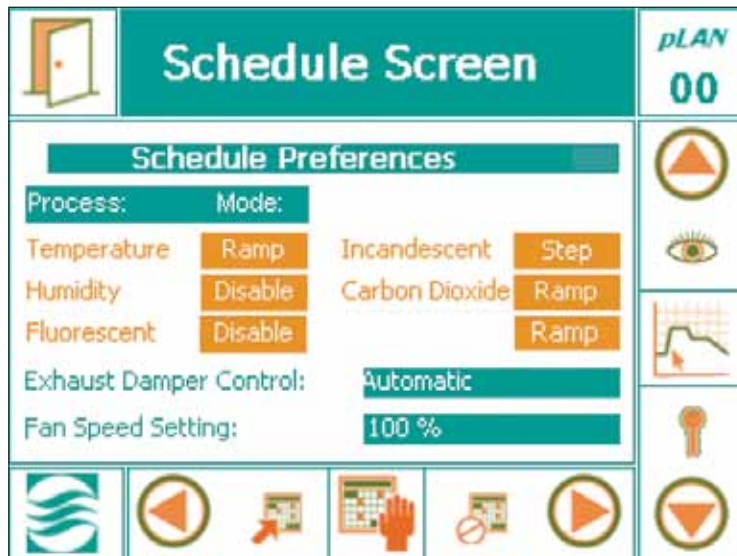 Schedule Screen
pLAN
00
Schedule Preferences
Process: Mode:
Temperature Ramp Incandescent Step
Humidity Disable Carbon Dioxide Ramp
Fluorescent Disable Ramp
Exhaust Damper Control: Automatic
Fan Speed Setting: 100 %